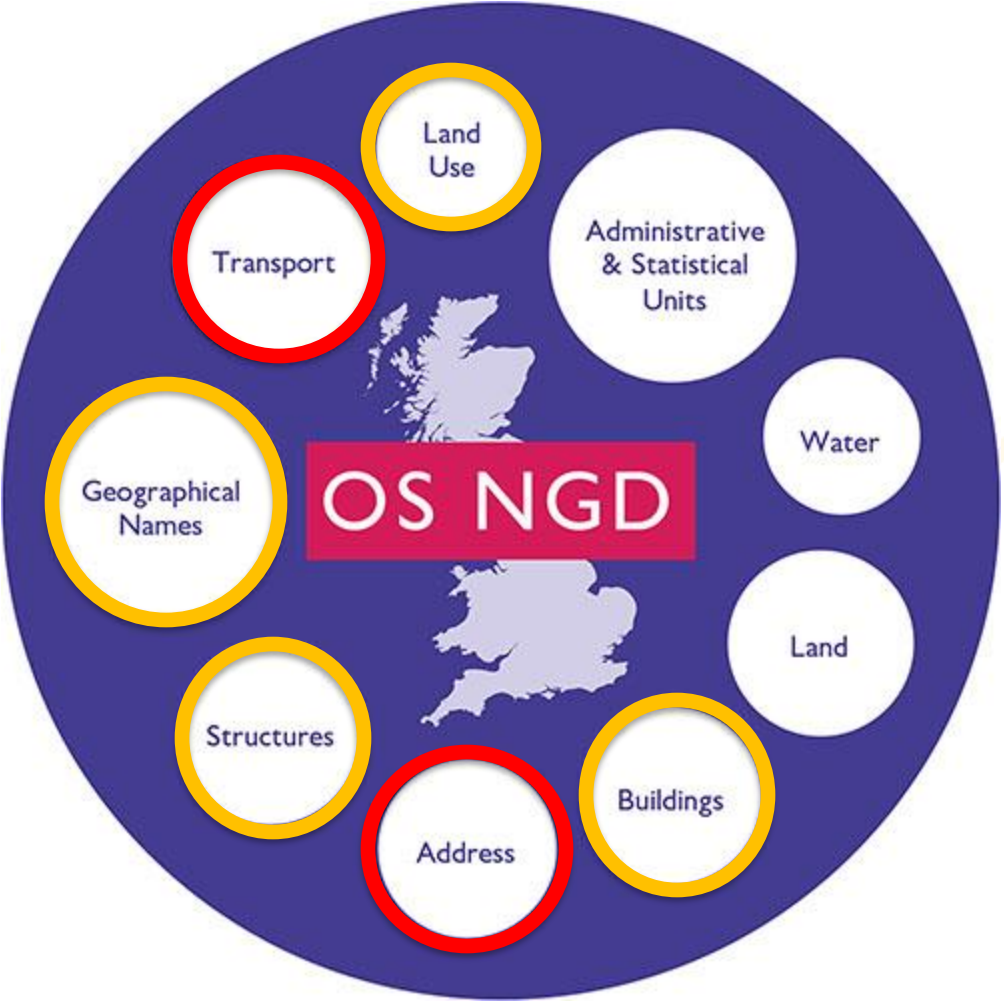 Land
Use
Administrative
& Statistical
Units
Transport
Water
Geographical
Names
OS NGD
Land
Structures
Buildings
Address